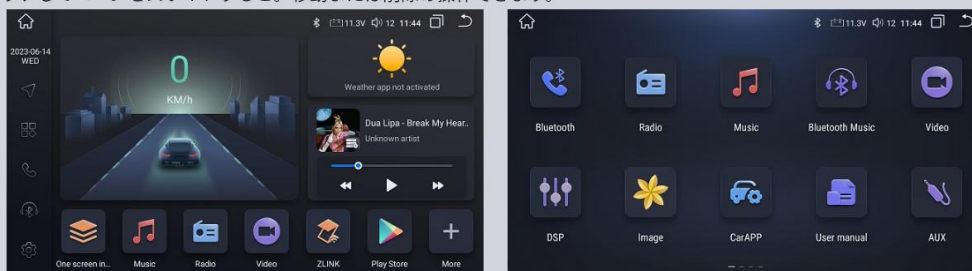 11.3V 12 11:44
2023-06-14
WED
0
KM/h
Weather app not activated
Dua Lipa - Break My Hear..
Unknown artist
One screen in...
Music
Radio
Video
ZLINK
Play Store
More
11.3V 12 11:44
Bluetooth
Radio
Music
Bluetooth Music
Video
DSP
Image
CarAPP
User manual
AUX